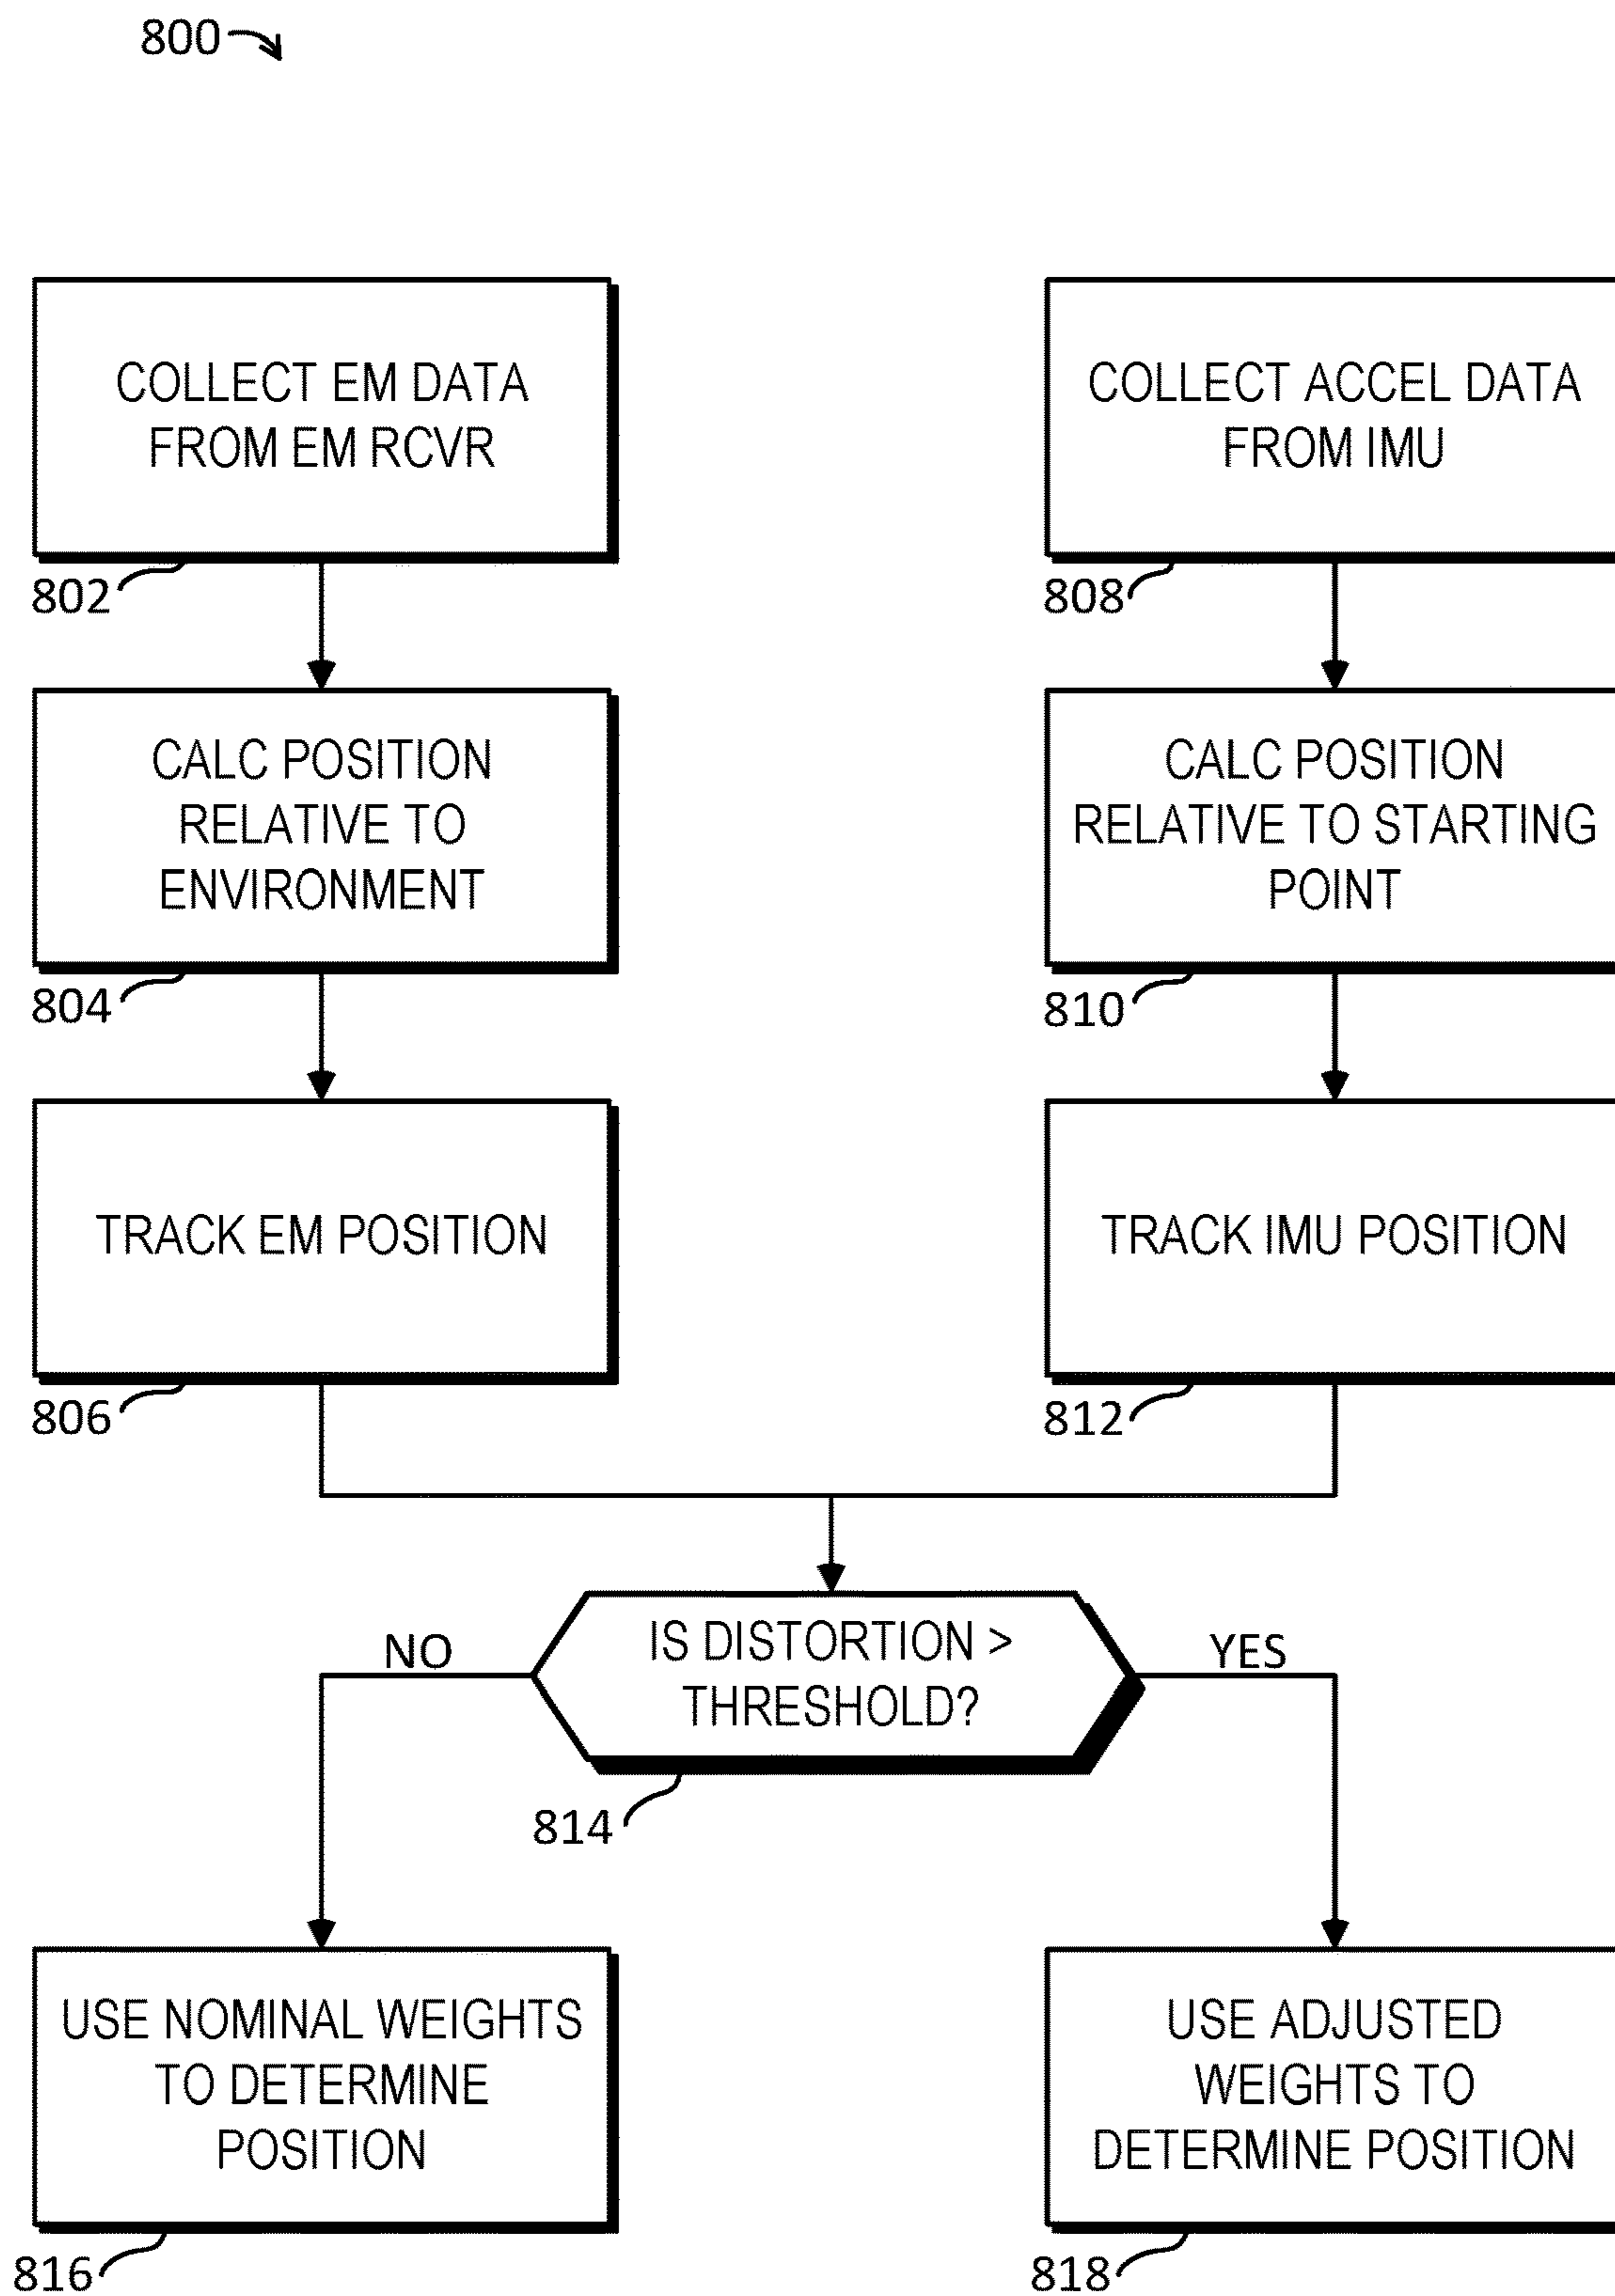 800
COLLECT EM DATA
FROM EM RCVR
802
CALC POSITION
RELATIVE TO
ENVIRONMENT
804
TRACK EM POSITION
806
COLLECT ACCEL DATA
FROM IMU
808
CALC POSITION
RELATIVE TO STARTING
POINT
810
TRACK IMU POSITION
812
IS DISTORTION >
THRESHOLD?
814
NO
YES
USE NOMINAL WEIGHTS
TO DETERMINE
POSITION
816
USE ADJUSTED
WEIGHTS TO
DETERMINE POSITION
818